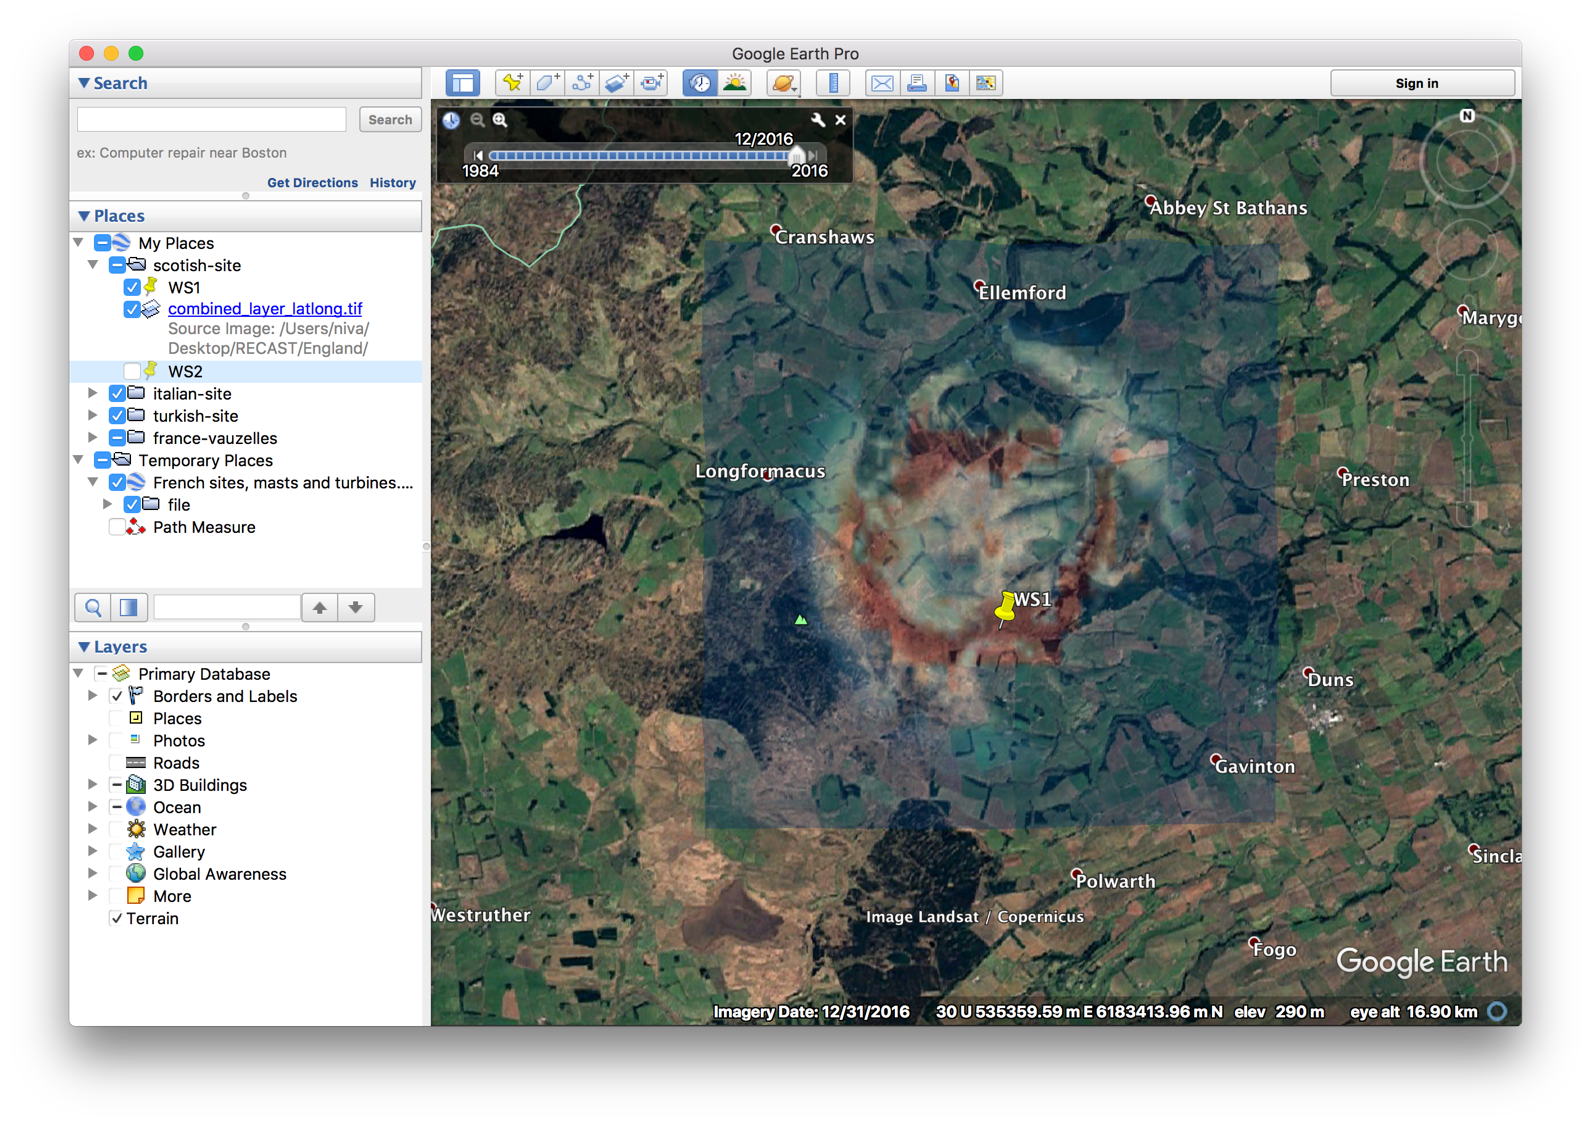 Google Earth Pro
Search
Search
ex: Computer repair near Boston
Get Directions History
Places
My Places
scotish-site
WS1
combined_layer_latlong.tif
Source Image: /Users/niva/
Desktop/RECAST/England/
WS2
italian-site
turkish-site
france-vauzelles
Temporary Places
French sites, masts and turbines....
file
Path Measure
Layers
Primary Database
Borders and Labels
Places
Photos
Roads
3D Buildings
Ocean
Weather
Gallery
Global Awareness
More
Terrain
Sign in
12/2016
1984 2016
N
Abbey St Bathans
Cranshaws
Ellemford
Maryge
Longformacus
Preston
WS1
Duns
Gavinton
Sincla
Polwarth
Westruther
Image Landsat / Copernicus
Fogo
Google Earth
Imagery Date: 12/31/2016 30 U 535359.59 m E 6183413.96 m N elev 290 m eye alt 16.90 km